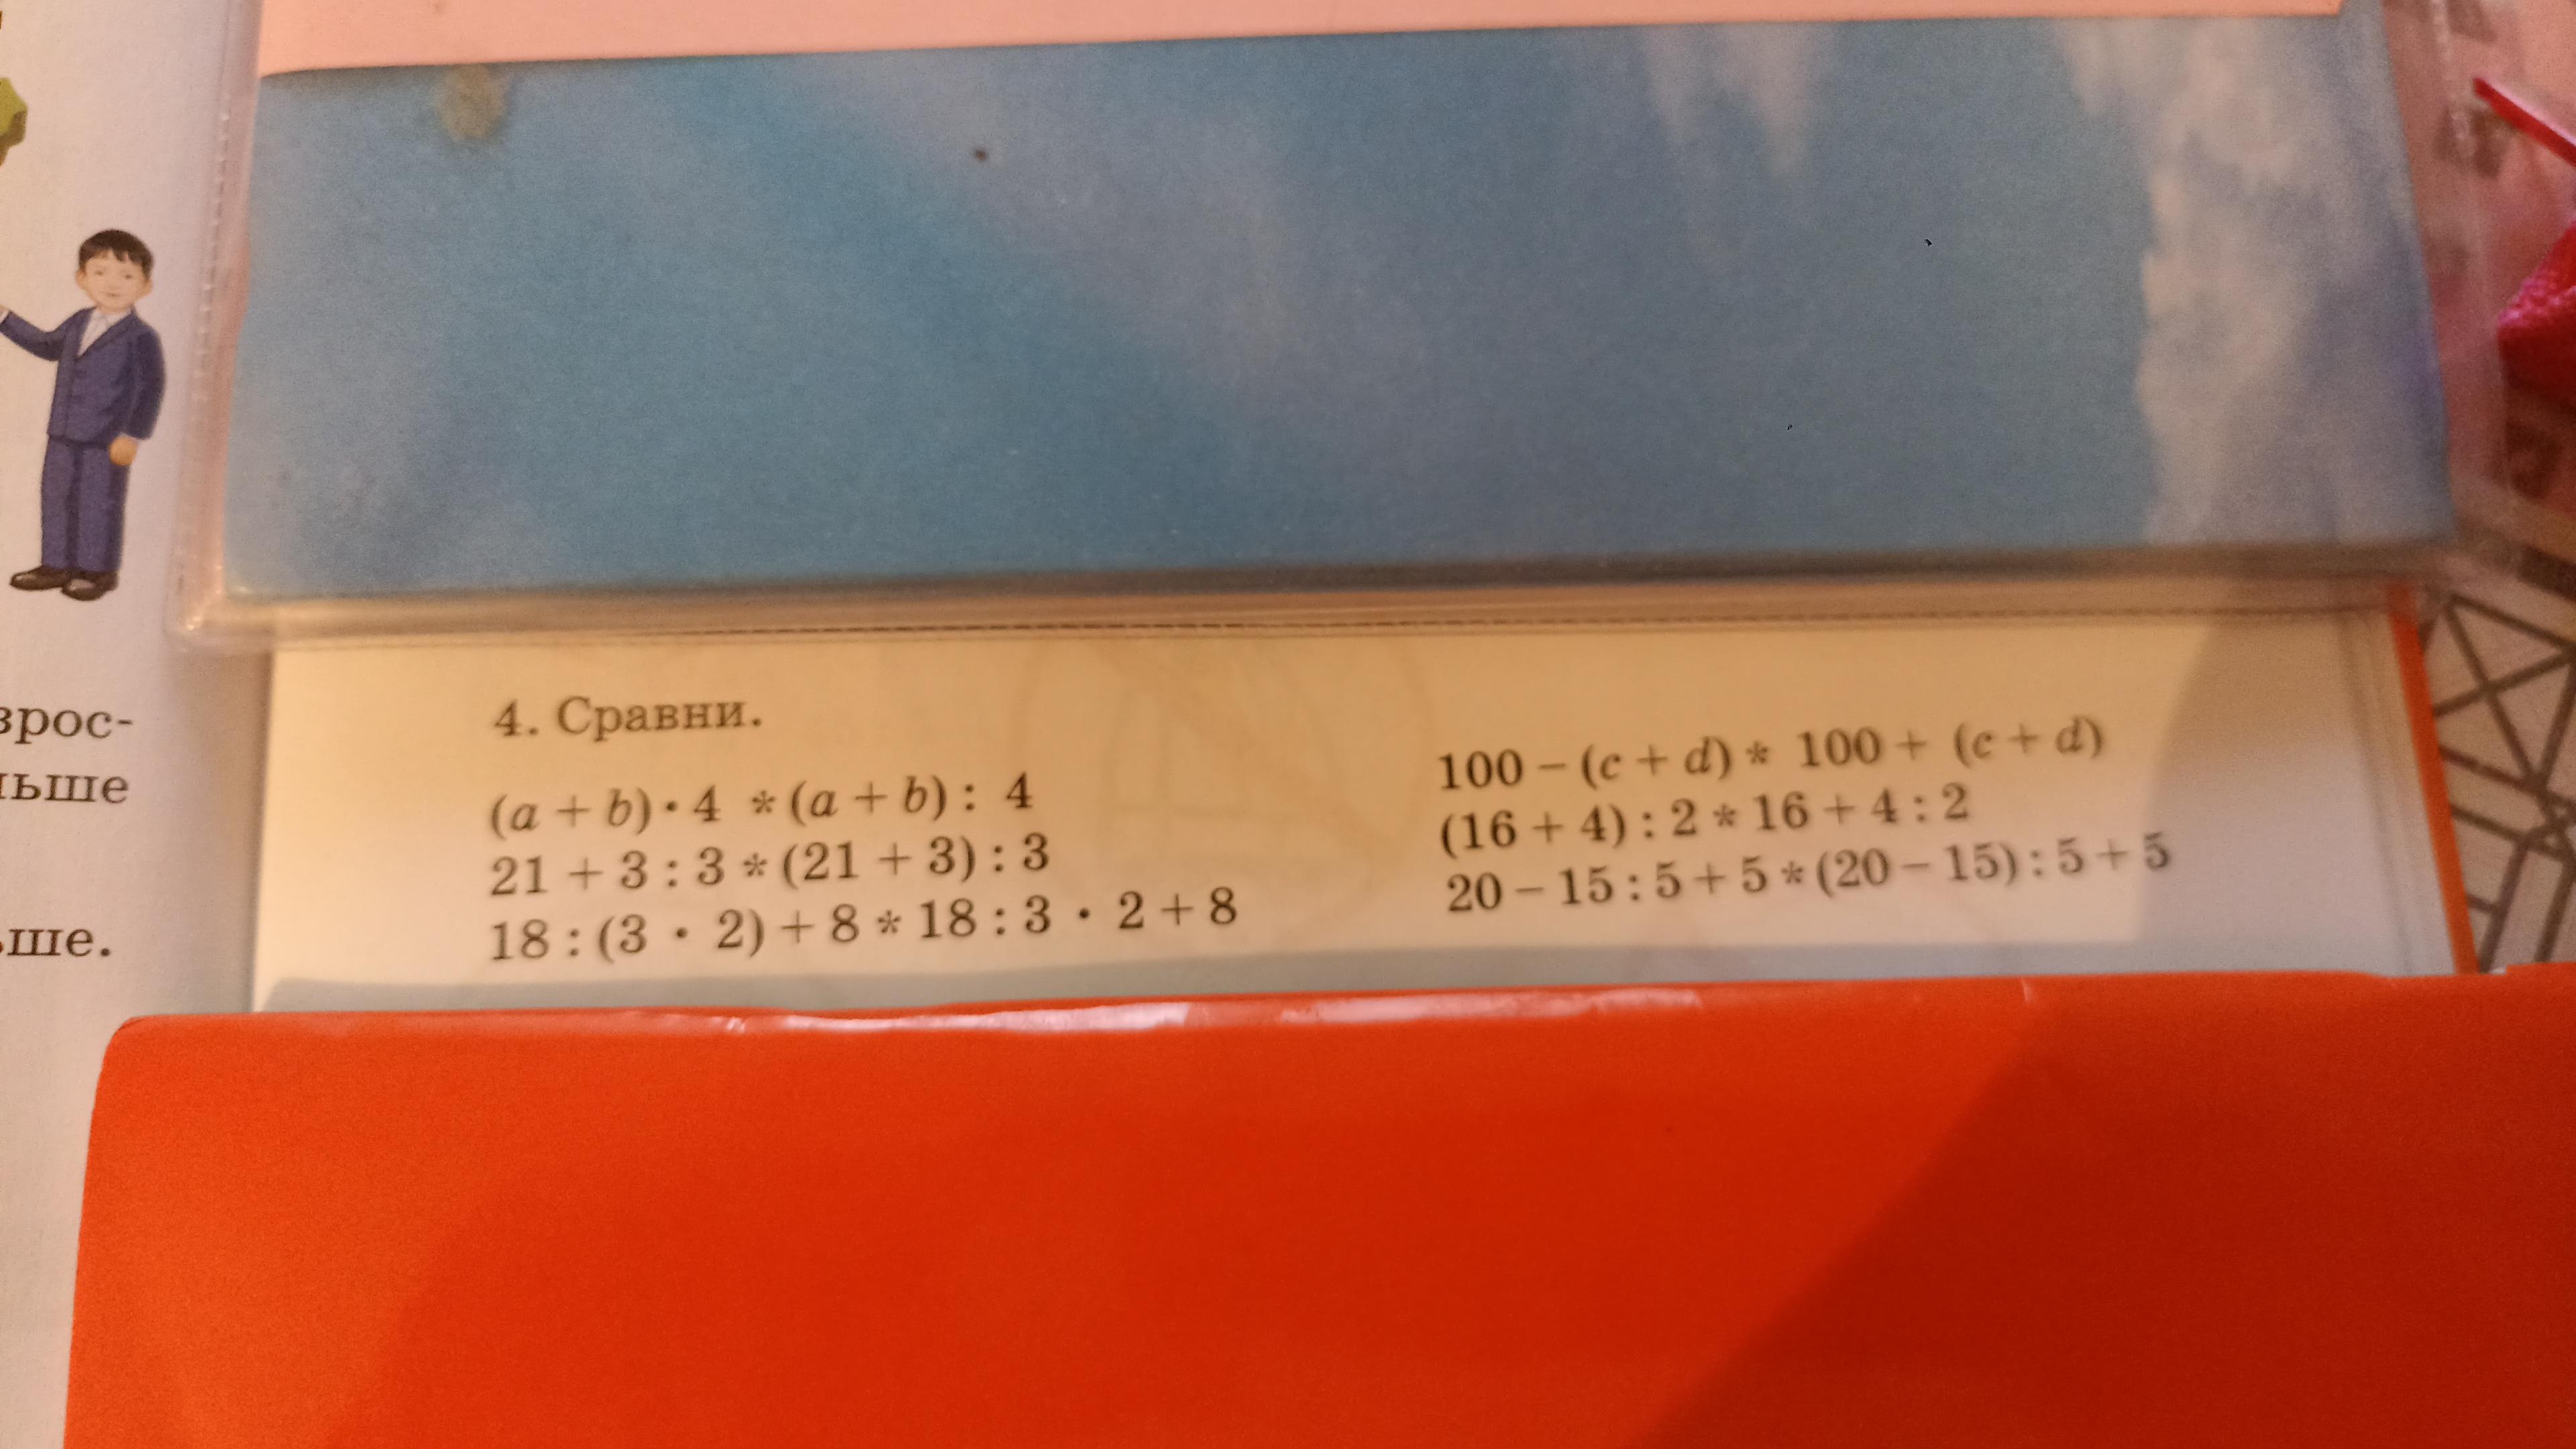 4. Сравни.
(a + b) · 4 * (a + b) : 4
21 + 3 : 3 * (21 + 3) : 3
18 : (3 · 2) + 8 * 18 : 3 · 2 + 8
100 – (c + d) * 100 + (c + d)
(16 + 4) : 2 * 16 + 4 : 2
20 – 15 : 5 + 5 * (20 – 15) : 5 + 5